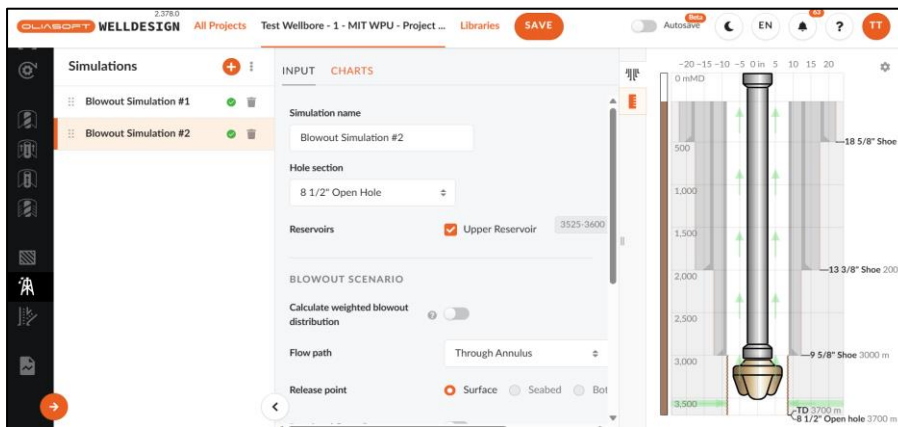 2.378.0
OLIASOFT WELLDESIGN
All Projects
Test Wellbore - 1 - MIT WPU - Project ...
Libraries
SAVE
Autosave
Beta
EN
63
?
TT
Simulations
Blowout Simulation #1
Blowout Simulation #2
INPUT
CHARTS
Simulation name
Blowout Simulation #2
Hole section
8 1/2" Open Hole
Reservoirs
Upper Reservoir
3525-3600
BLOWOUT SCENARIO
Calculate weighted blowout
distribution
?
Flow path
Through Annulus
Release point
Surface
Seabed
Bot
-20 -15 -10 -5 0 in 5 10 15 20
0 mMD
500
1,000
1,500
2,000
2,500
3,000
3,500
18 5/8" Shoe
13 3/8" Shoe 200
9 5/8" Shoe 3000 m
TD 3700 m
8 1/2" Open hole 3700 m